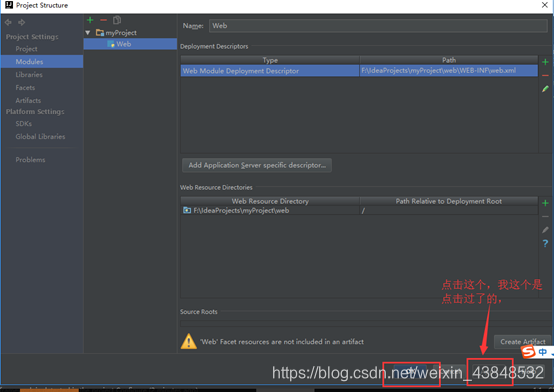 Project Structure
Project Settings:
Project
Modules
Libraries
Facets
Artifacts
Platform Settings:
SDKs
Global Libraries
Problems
myProject
Web
Name: Web
Deployment Descriptors
Type Path
Web Module Deployment Descriptor F:\IdeaProjects\myProject\web\WEB-INF\web.xml
Add Application Server specific descriptor...
Web Resource Directories
Web Resource Directory Path Relative to Deployment Root
F:\IdeaProjects\myProject\web /
点击这个，我这个是
点击过了的，
Source Roots
'Web' Facet resources are not included in an artifact
Create Artifact
中
https://blog.csdn.net/weixin_43848532